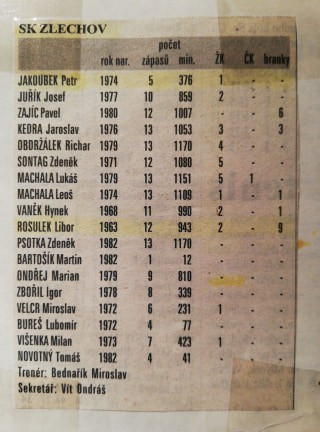 SK ZLECHOV
počet
rok nar. zápasů min. ŽK ČK branky
JAKOUBEK Petr 1974 5 376 1 - -
JUŘÍK Josef 1977 10 859 2 - -
ZAJÍC Pavel 1980 12 1080 - - 6
KEDRA Jaroslav 1976 13 1053 3 - 3
OBDRŽÁLEK Richar 1979 13 1170 4 - -
SONTAG Zdeněk 1971 12 1080 5 - -
MACHALA Lukáš 1979 13 1151 5 1 -
MACHALA Leoš 1974 13 1109 1 - 1
VANĚK Hynek 1968 11 990 2 - 1
ROSULEK Libor 1963 12 943 2 - 9
PSOTKA Zdeněk 1982 13 1170 - - -
BARTOŠÍK Martin 1982 1 12 - - -
ONDŘEJ Marian 1979 9 810 - - -
ZBOŘIL Igor 1978 8 339 - - -
VELCR Miroslav 1972 6 231 1 - -
BUREŠ Lubomír 1972 4 77 - - -
VIŠENKA Milan 1973 7 423 1 - -
NOVOTNÝ Tomáš 1982 4 41 - - -
Trenér: Bednařík Miroslav
Sekretář: Vít Ondráš